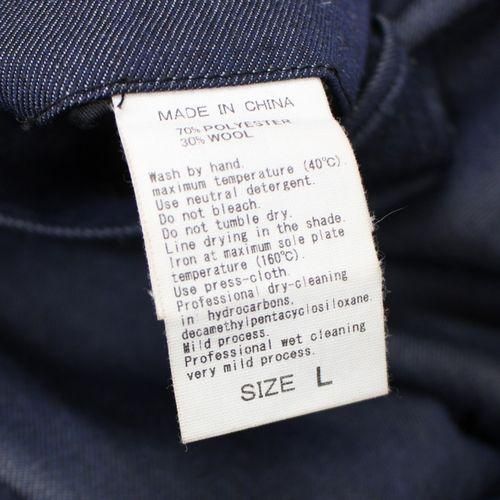 MADE IN CHINA
70% POLYESTER
30% WOOL
Wash by hand.
maximum temperature (40℃).
Use neutral detergent.
Do not bleach.
Do not tumble dry.
Line drying in the shade.
Iron at maximum sole plate
temperature (160℃).
Use press-cloth.
Professional dry-cleaning
in hydrocarbons.
decamethylpentacyclosiloxane.
Mild process.
Professional wet cleaning
very mild process.
SIZE L